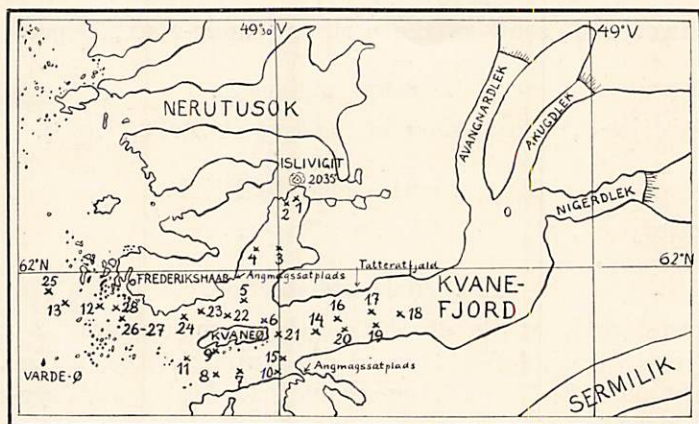 49°30 V
49°V
NERUTUSOK
AVANGNARDLEK
AKUGDLEK
ISLIVIGIT
2035
NIGERDLEK
2 1
4 3
62°N
62°N
FREDERIKSHAAB
Angmagssatplads
Tatteratfjald
KVANE-
FJORD
25
5
13 12 28 23 22 6 16 17 18
26-27 24 14 20 19
KVANEØ 21
9
11 15
VARDE-Ø 8 7 10 Angmagssatplads
SERMILIK